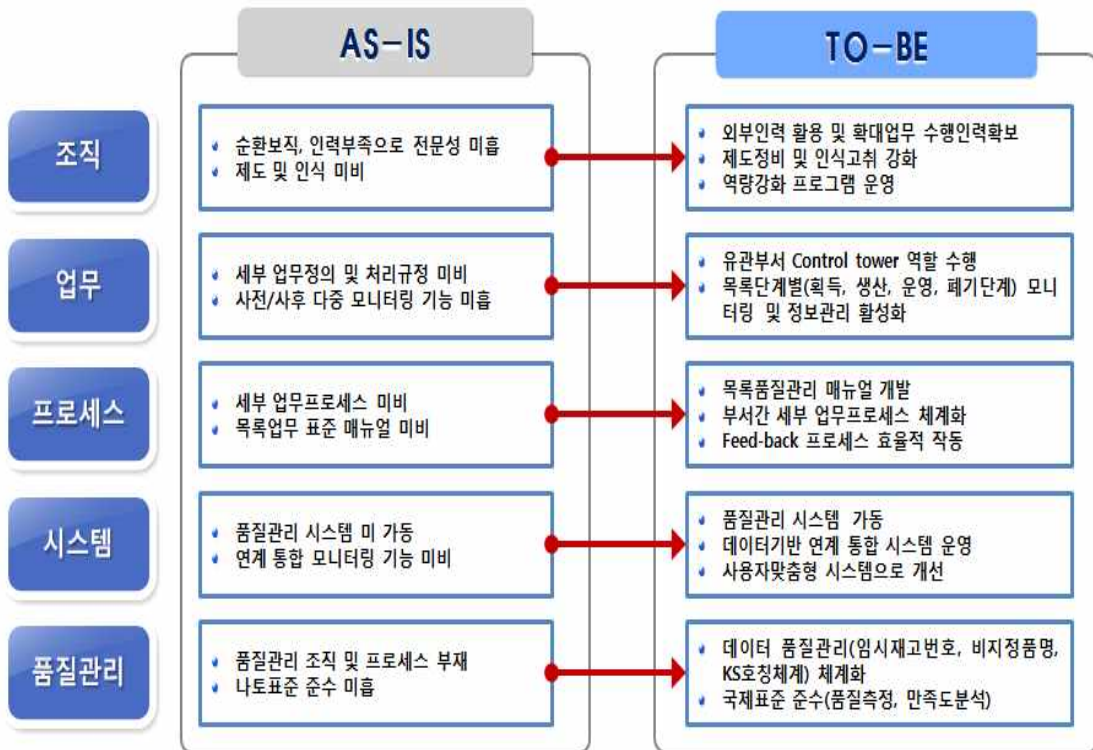 AS-IS
TO-BE
조직
순환보직, 인력부족으로 전문성 미흡
제도 및 인식 미비
외부인력 활용 및 확대업무 수행인력확보
제도정비 및 인식고취 강화
역량강화 프로그램 운영
업무
세부 업무정의 및 처리규정 미비
사전/사후 다중 모니터링 기능 미흡
유관부서 Control tower 역할 수행
목록단계별(획득, 생산, 운영, 폐기단계) 모니
터링 및 정보관리 활성화
프로세스
세부 업무프로세스 미비
목록업무 표준 매뉴얼 미비
목록품질관리 매뉴얼 개발
부서간 세부 업무프로세스 체계화
Feed-back 프로세스 효율적 작동
시스템
품질관리 시스템 미 가동
연계 통합 모니터링 기능 미비
품질관리 시스템 가동
데이터기반 연계 통합 시스템 운영
사용자맞춤형 시스템으로 개선
품질관리
품질관리 조직 및 프로세스 부재
나토표준 준수 미흡
데이터 품질관리(임시재고번호, 비지정품명,
KS호칭체계) 체계화
국제표준 준수(품질측정, 만족도분석)